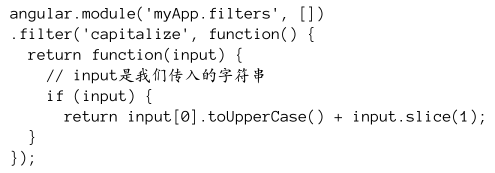 angular.module('myApp.filters', [])
.filter('capitalize', function() {
  return function(input) {
    // input是我们传入的字符串
    if (input) {
      return input[0].toUpperCase() + input.slice(1);
  }
});